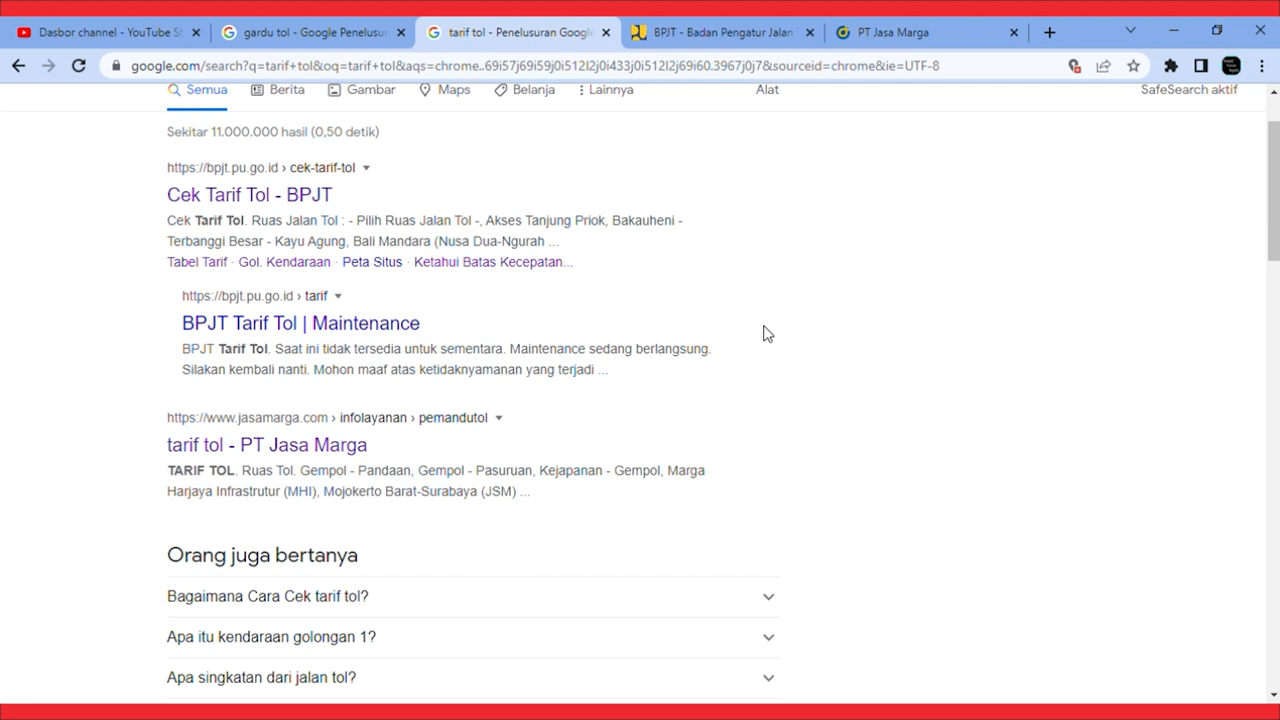 Dasbor channel - YouTube St
gardu tol - Google Penelusur
tarif tol - Penelusuran Google
BPJT - Badan Pengatur Jalan
PT Jasa Marga
google.com/search?q=tarif+tol&oq=tarif+tol&aqs=chrome..69i57j69i59j0i512l2j0i433j0i512l2j69i60.3967j0j7&sourceid=chrome&ie=UTF-8
Semua
Berita
Gambar
Maps
Belanja
Lainnya
Alat
SafeSearch aktif
Sekitar 11.000.000 hasil (0,50 detik)
https://bpjt.pu.go.id › cek-tarif-tol
Cek Tarif Tol - BPJT
Cek Tarif Tol. Ruas Jalan Tol : - Pilih Ruas Jalan Tol -, Akses Tanjung Priok, Bakauheni -
Terbanggi Besar - Kayu Agung, Bali Mandara (Nusa Dua-Ngurah ...
Tabel Tarif · Gol. Kendaraan · Peta Situs · Ketahui Batas Kecepatan...
https://bpjt.pu.go.id › tarif
BPJT Tarif Tol | Maintenance
BPJT Tarif Tol. Saat ini tidak tersedia untuk sementara. Maintenance sedang berlangsung.
Silakan kembali nanti. Mohon maaf atas ketidaknyamanan yang terjadi ...
https://www.jasamarga.com › infolayanan › pemandutol
tarif tol - PT Jasa Marga
TARIF TOL. Ruas Tol. Gempol - Pandaan, Gempol - Pasuruan, Kejapanan - Gempol, Marga
Harjaya Infrastrutur (MHI), Mojokerto Barat-Surabaya (JSM) ...
Orang juga bertanya
Bagaimana Cara Cek tarif tol?
Apa itu kendaraan golongan 1?
Apa singkatan dari jalan tol?